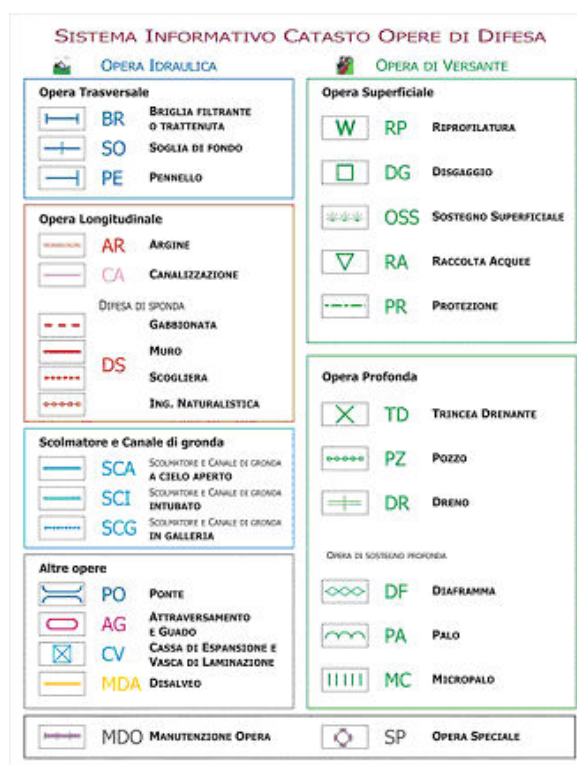 SISTEMA INFORMATIVO CATASTO OPERE DI DIFESA
OPERA IDRAULICA
Opera Trasversale
BR BRIGLIA FILTRANTE
O TRATTENUTA
SO SOGLIA DI FONDO
PE PENNELLO
Opera Longitudinale
AR ARGINE
CA CANALIZZAZIONE
DIFESA DI SPONDA
GABBIONATA
DS
MURO
SCOGLIERA
ING. NATURALISTICA
Scolmatore e Canale di gronda
SCA SCOLMATORE E CANALE DI GRONDA
A CIELO APERTO
SCI SCOLMATORE E CANALE DI GRONDA
INTUBATO
SCG SCOLMATORE E CANALE DI GRONDA
IN GALLERIA
Altre opere
PO PONTE
AG ATTRAVERSAMENTO
E GUADO
CV CASSA DI ESPANSIONE E
VASCA DI LAMINAZIONE
MDA DISALVEO
OPERA DI VERSANTE
Opera Superficiale
W RP RIPROFILATURA
DG DISGAGGIO
OSS SOSTEGNO SUPERFICIALE
RA RACCOLTA ACQUEE
PR PROTEZIONE
Opera Profonda
TD TRINCEA DRENANTE
PZ POZZO
DR DRENO
OPERA DI SOSTEGNO PROFONDA
DF DIAFRAMMA
PA PALO
MC MICROPALO
MDO MANUTENZIONE OPERA
SP OPERA SPECIALE